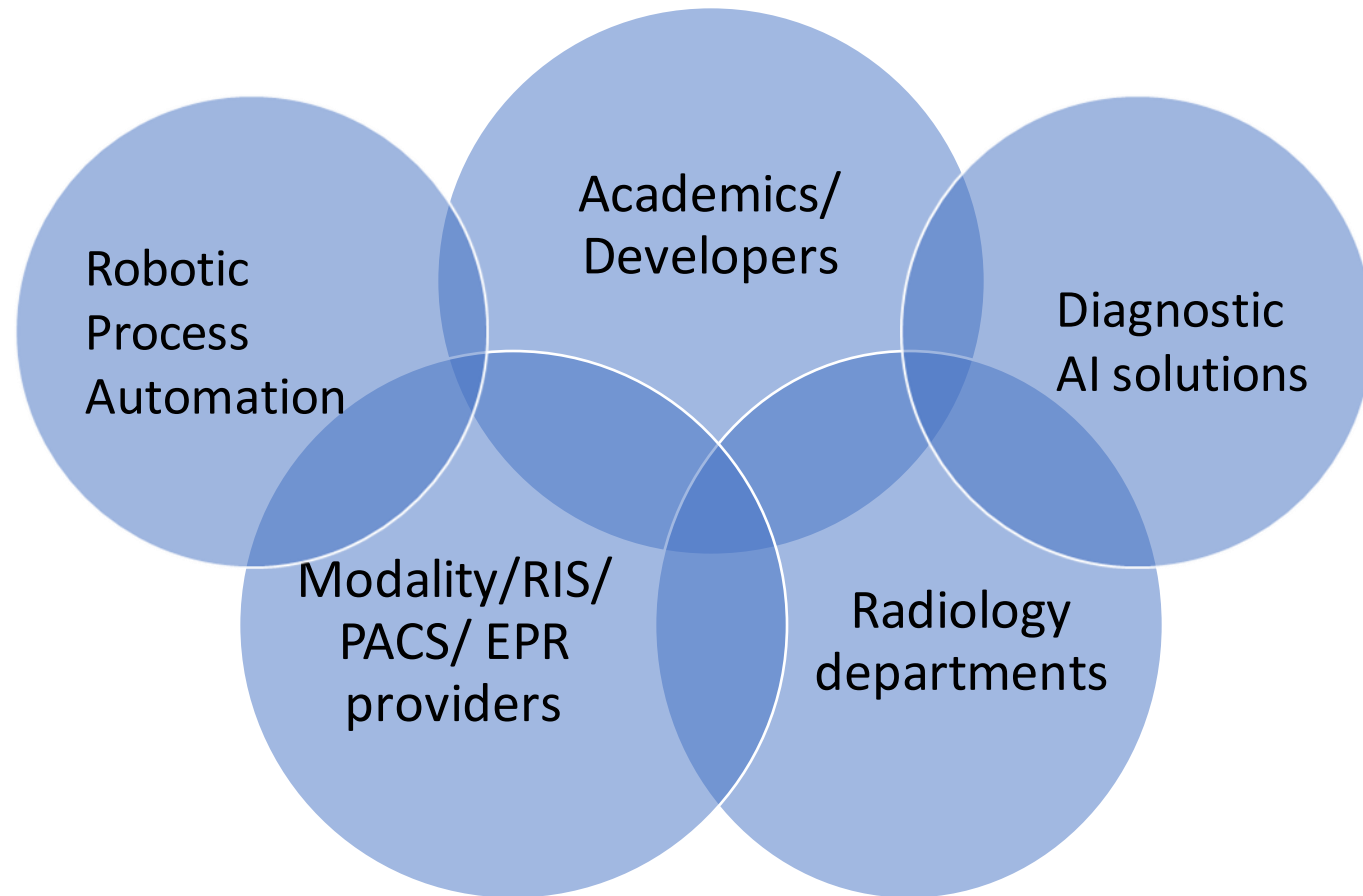 Academics/
Developers
Robotic
Process
Automation
Diagnostic
AI solutions
Modality/RIS/
PACS/ EPR
providers
Radiology
departments